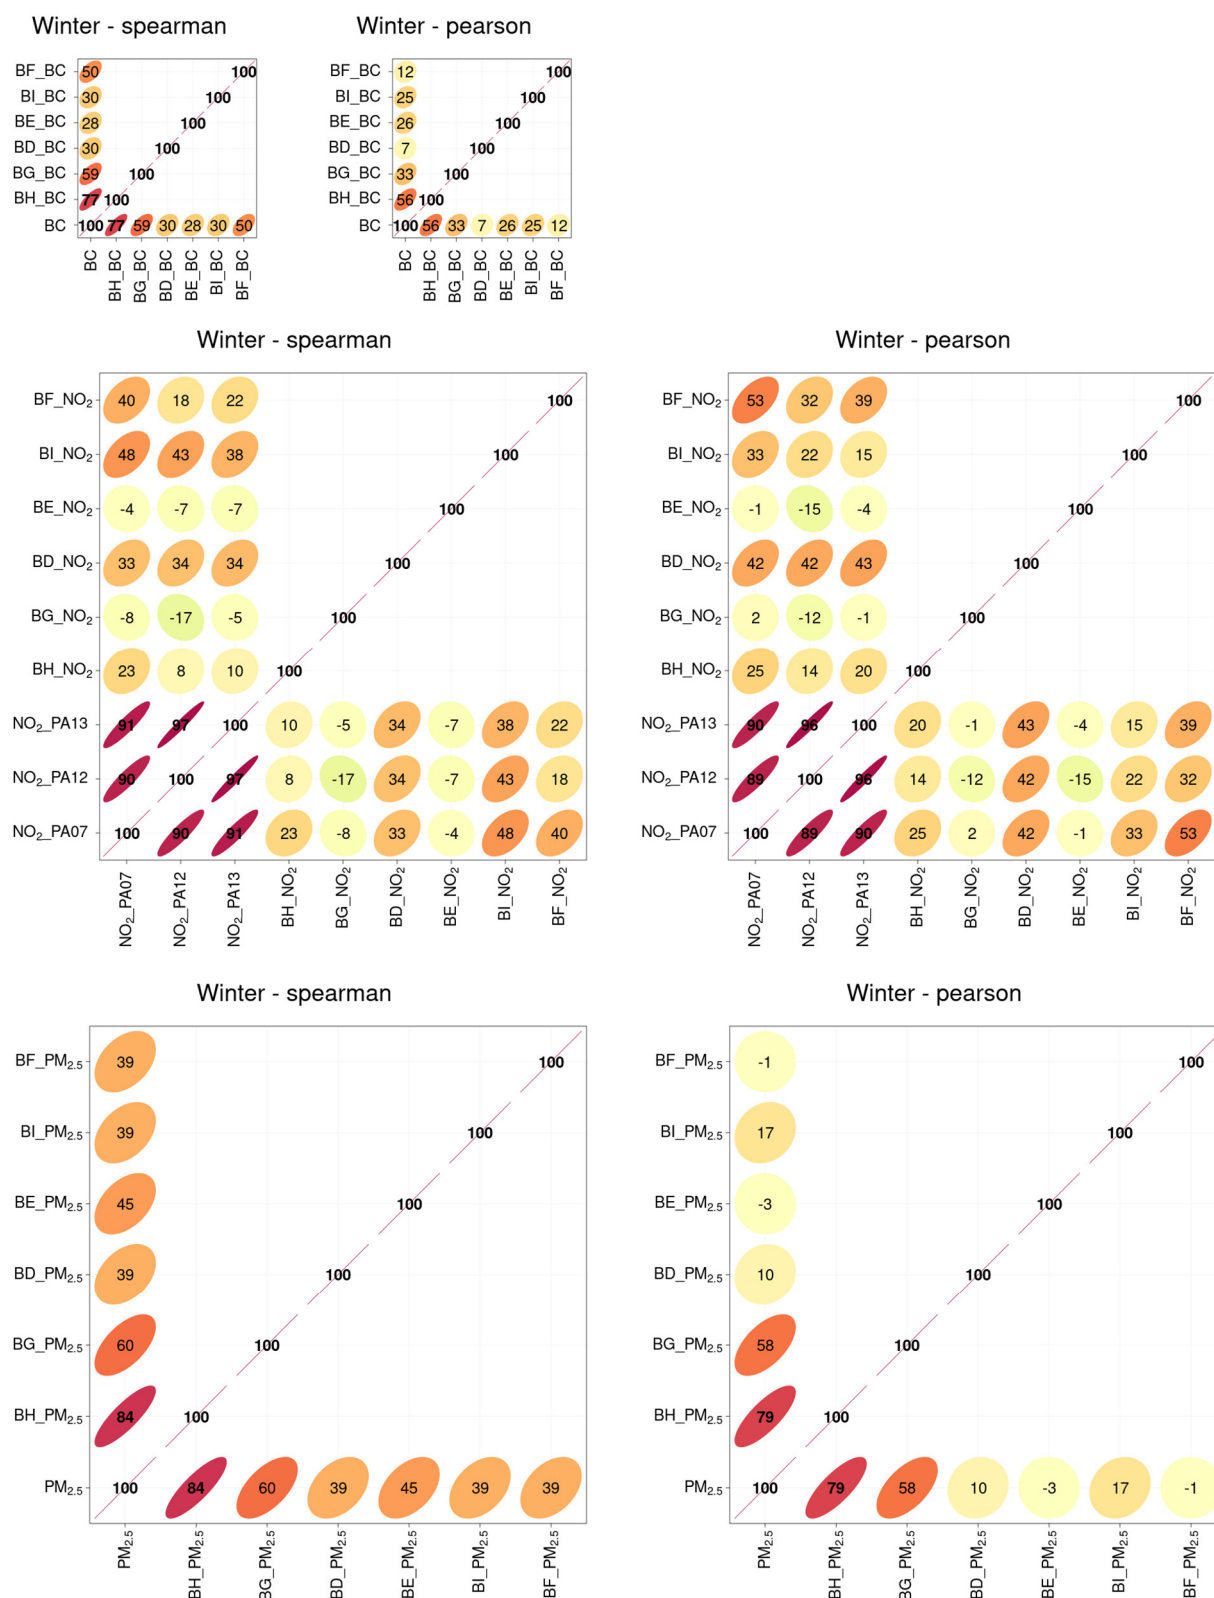 Winter - spearman
BF_BC 50 100
BI_BC 30 100
BE_BC 28 100
BD_BC 30 100
BG_BC 59 100
BH_BC 77 100
BC 100 77 59 30 28 30 50
BC BH_BC BG_BC BD_BC BE_BC BI_BC BF_BC
Winter - pearson
BF_BC 12 100
BI_BC 25 100
BE_BC 26 100
BD_BC 7 100
BG_BC 33 100
BH_BC 56 100
BC 100 56 33 7 26 25 12
BC BH_BC BG_BC BD_BC BE_BC BI_BC BF_BC
Winter - spearman
BF_NO₂ 40 18 22 100
BI_NO₂ 48 43 38 100
BE_NO₂ -4 -7 -7 100
BD_NO₂ 33 34 34 100
BG_NO₂ -8 -17 -5 100
BH_NO₂ 23 8 10 100
NO₂_PA13 91 97 100 10 -5 34 -7 38 22
NO₂_PA12 90 100 97 8 -17 34 -7 43 18
NO₂_PA07 100 90 91 23 -8 33 -4 48 40
NO₂_PA07 NO₂_PA12 NO₂_PA13 BH_NO₂ BG_NO₂ BD_NO₂ BE_NO₂ BI_NO₂ BF_NO₂
Winter - pearson
BF_NO₂ 53 32 39 100
BI_NO₂ 33 22 15 100
BE_NO₂ -1 -15 -4 100
BD_NO₂ 42 42 43 100
BG_NO₂ 2 -12 -1 100
BH_NO₂ 25 14 20 100
NO₂_PA13 90 96 100 20 -1 43 -4 15 39
NO₂_PA12 89 100 96 14 -12 42 -15 22 32
NO₂_PA07 100 89 90 25 2 42 -1 33 53
NO₂_PA07 NO₂_PA12 NO₂_PA13 BH_NO₂ BG_NO₂ BD_NO₂ BE_NO₂ BI_NO₂ BF_NO₂
Winter - spearman
BF_PM₂.₅ 39 100
BI_PM₂.₅ 39 100
BE_PM₂.₅ 45 100
BD_PM₂.₅ 39 100
BG_PM₂.₅ 60 100
BH_PM₂.₅ 84 100
PM₂.₅ 100 84 60 39 45 39 39
PM₂.₅ BH_PM₂.₅ BG_PM₂.₅ BD_PM₂.₅ BE_PM₂.₅ BI_PM₂.₅ BF_PM₂.₅
Winter - pearson
BF_PM₂.₅ -1 100
BI_PM₂.₅ 17 100
BE_PM₂.₅ -3 100
BD_PM₂.₅ 10 100
BG_PM₂.₅ 58 100
BH_PM₂.₅ 79 100
PM₂.₅ 100 79 58 10 -3 17 -1
PM₂.₅ BH_PM₂.₅ BG_PM₂.₅ BD_PM₂.₅ BE_PM₂.₅ BI_PM₂.₅ BF_PM₂.₅